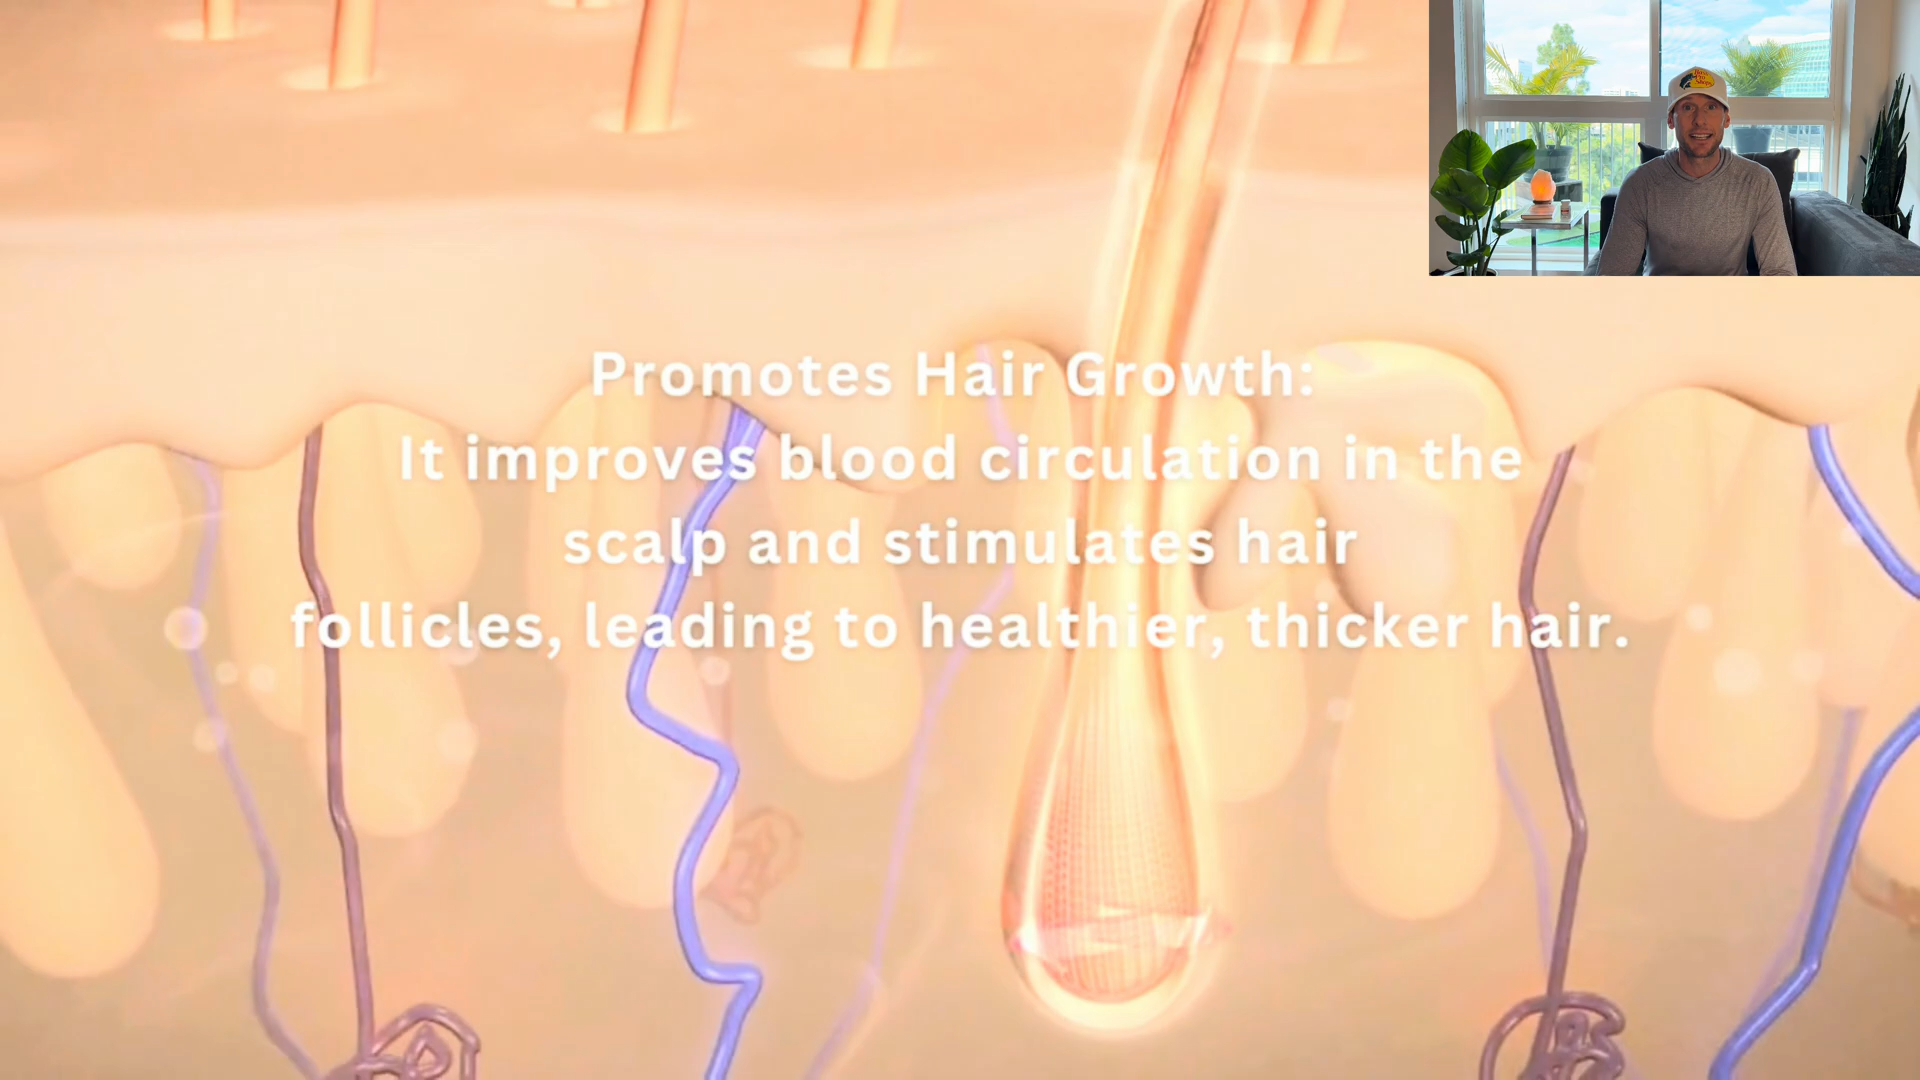 Promotes Hair Growth:
It improves blood circulation in the
scalp and stimulates hair
follicles, leading to healthier, thicker hair.